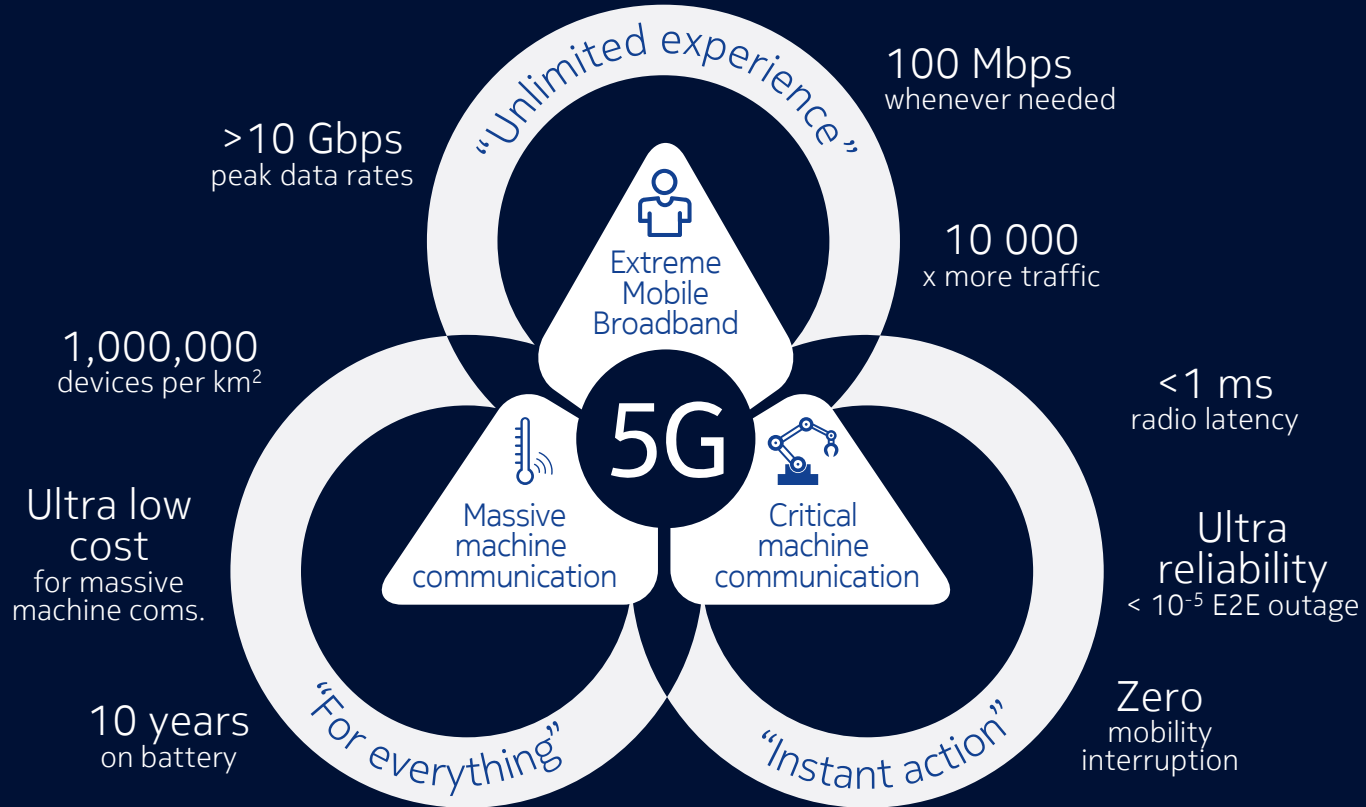 “Unlimited experience”
>10 Gbps
peak data rates
100 Mbps
whenever needed
10 000
x more traffic
Extreme
Mobile
Broadband
5G
1,000,000
devices per km²
Ultra low
cost
for massive
machine coms.
10 years
on battery
Massive
machine
communication
“For everything”
Critical
machine
communication
“Instant action”
<1 ms
radio latency
Ultra
reliability
< 10⁻⁵ E2E outage
Zero
mobility
interruption